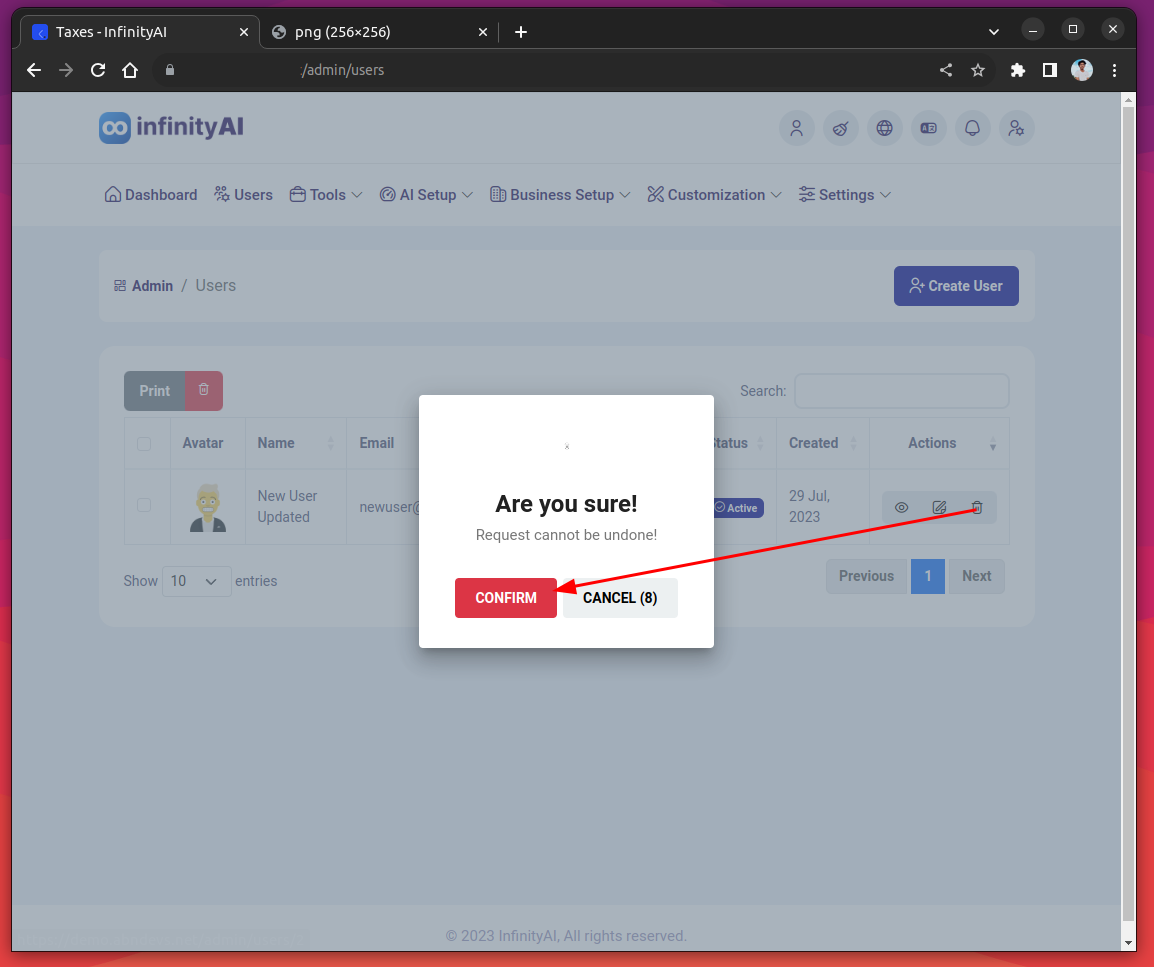 Taxes - InfinityAI
png (256×256)
/admin/users
infinityAI
Dashboard Users Tools AI Setup Business Setup Customization Settings
Admin / Users
Create User
Print
Search:
Avatar Name Email Status Created Actions
New User Updated
newuser@
Active
29 Jul, 2023
Show 10 entries
Previous 1 Next
Are you sure!
Request cannot be undone!
CONFIRM CANCEL (8)
© 2023 InfinityAI, All rights reserved.